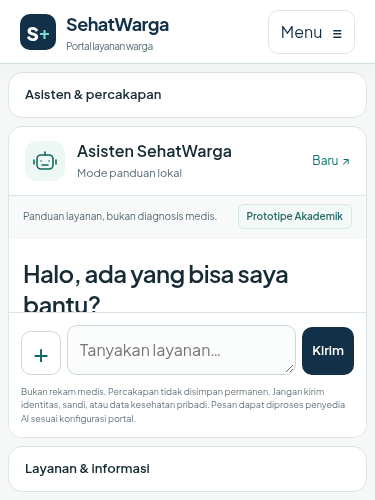 S+
SehatWarga
Portal layanan warga
Menu ≡
Asisten & percakapan
Asisten SehatWarga
Mode panduan lokal
Baru ↗
Panduan layanan, bukan diagnosis medis.
Prototipe Akademik
Halo, ada yang bisa saya
bantu?
+
Tanyakan layanan...
Kirim
Bukan rekam medis. Percakapan tidak disimpan permanen. Jangan kirim
identitas, sandi, atau data kesehatan pribadi. Pesan dapat diproses penyedia
AI sesuai konfigurasi portal.
Layanan & informasi